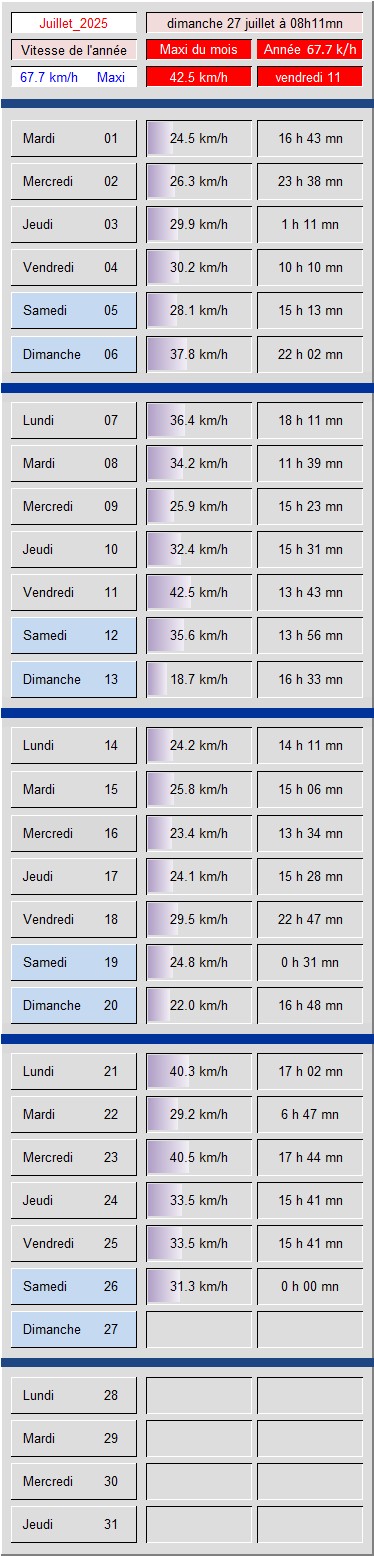 Juillet_2025 dimanche 27 juillet à 08h11mn
Vitesse de l'année Maxi du mois Année 67.7 k/h
67.7 km/h Maxi 42.5 km/h vendredi 11
Mardi 01 24.5 km/h 16 h 43 mn
Mercredi 02 26.3 km/h 23 h 38 mn
Jeudi 03 29.9 km/h 1 h 11 mn
Vendredi 04 30.2 km/h 10 h 10 mn
Samedi 05 28.1 km/h 15 h 13 mn
Dimanche 06 37.8 km/h 22 h 02 mn
Lundi 07 36.4 km/h 18 h 11 mn
Mardi 08 34.2 km/h 11 h 39 mn
Mercredi 09 25.9 km/h 15 h 23 mn
Jeudi 10 32.4 km/h 15 h 31 mn
Vendredi 11 42.5 km/h 13 h 43 mn
Samedi 12 35.6 km/h 13 h 56 mn
Dimanche 13 18.7 km/h 16 h 33 mn
Lundi 14 24.2 km/h 14 h 11 mn
Mardi 15 25.8 km/h 15 h 06 mn
Mercredi 16 23.4 km/h 13 h 34 mn
Jeudi 17 24.1 km/h 15 h 28 mn
Vendredi 18 29.5 km/h 22 h 47 mn
Samedi 19 24.8 km/h 0 h 31 mn
Dimanche 20 22.0 km/h 16 h 48 mn
Lundi 21 40.3 km/h 17 h 02 mn
Mardi 22 29.2 km/h 6 h 47 mn
Mercredi 23 40.5 km/h 17 h 44 mn
Jeudi 24 33.5 km/h 15 h 41 mn
Vendredi 25 33.5 km/h 15 h 41 mn
Samedi 26 31.3 km/h 0 h 00 mn
Dimanche 27
Lundi 28
Mardi 29
Mercredi 30
Jeudi 31